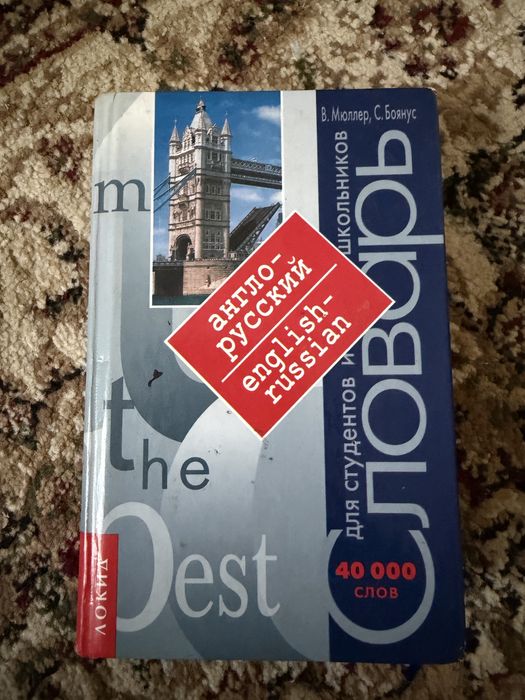 В. Мюллер, С. Боянус
Словарь
для студентов и школьников
англо-
русский
english-
russian
m
the
best
40 000
слов
ЛОКИД